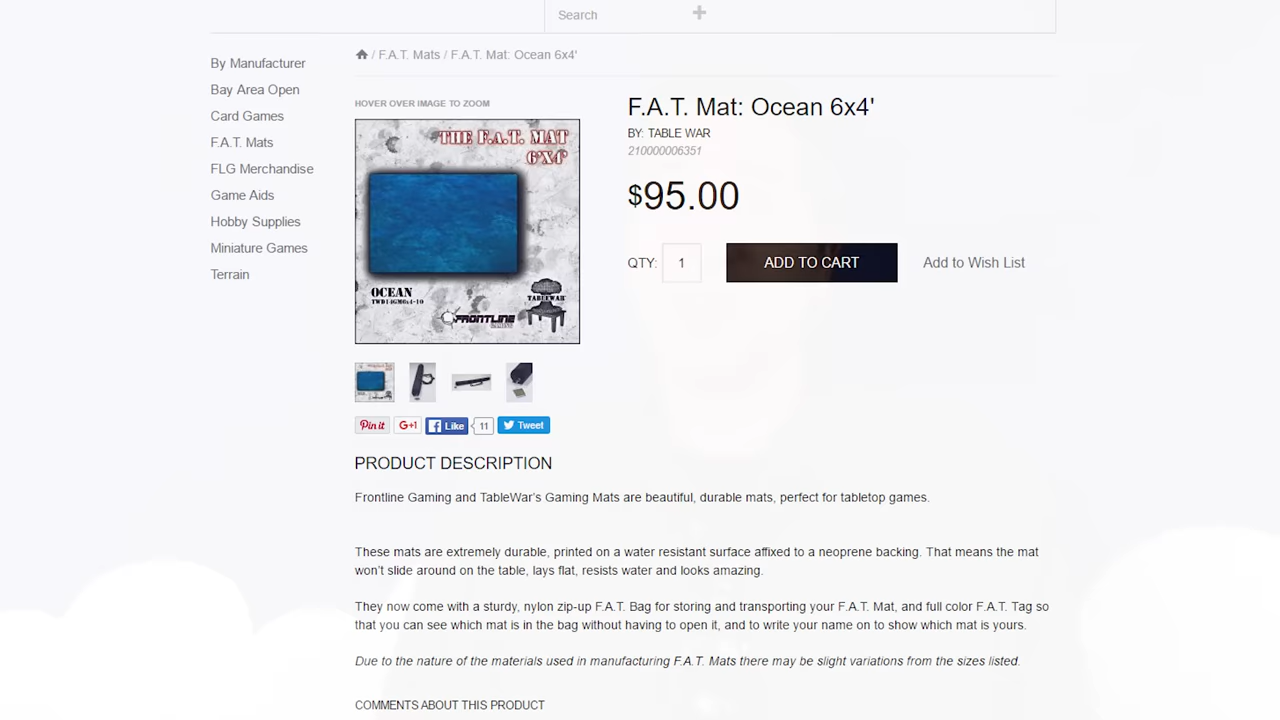 Search
/ F.A.T. Mats / F.A.T. Mat: Ocean 6x4'
By Manufacturer
Bay Area Open
Card Games
F.A.T. Mats
FLG Merchandise
Game Aids
Hobby Supplies
Miniature Games
Terrain
HOVER OVER IMAGE TO ZOOM
THE F.A.T. MAT
6'X4'
OCEAN
TWD14GM6x4-10
TABLEWAR
FRONTLINE
GAMING
F.A.T. Mat: Ocean 6x4'
BY: TABLE WAR
210000006351
$95.00
QTY: 1 ADD TO CART Add to Wish List
Pin it G+1 Like 11 Tweet
PRODUCT DESCRIPTION
Frontline Gaming and TableWar's Gaming Mats are beautiful, durable mats, perfect for tabletop games.
These mats are extremely durable, printed on a water resistant surface affixed to a neoprene backing. That means the mat
won't slide around on the table, lays flat, resists water and looks amazing.
They now come with a sturdy, nylon zip-up F.A.T. Bag for storing and transporting your F.A.T. Mat, and full color F.A.T. Tag so
that you can see which mat is in the bag without having to open it, and to write your name on to show which mat is yours.
Due to the nature of the materials used in manufacturing F.A.T. Mats there may be slight variations from the sizes listed.
COMMENTS ABOUT THIS PRODUCT